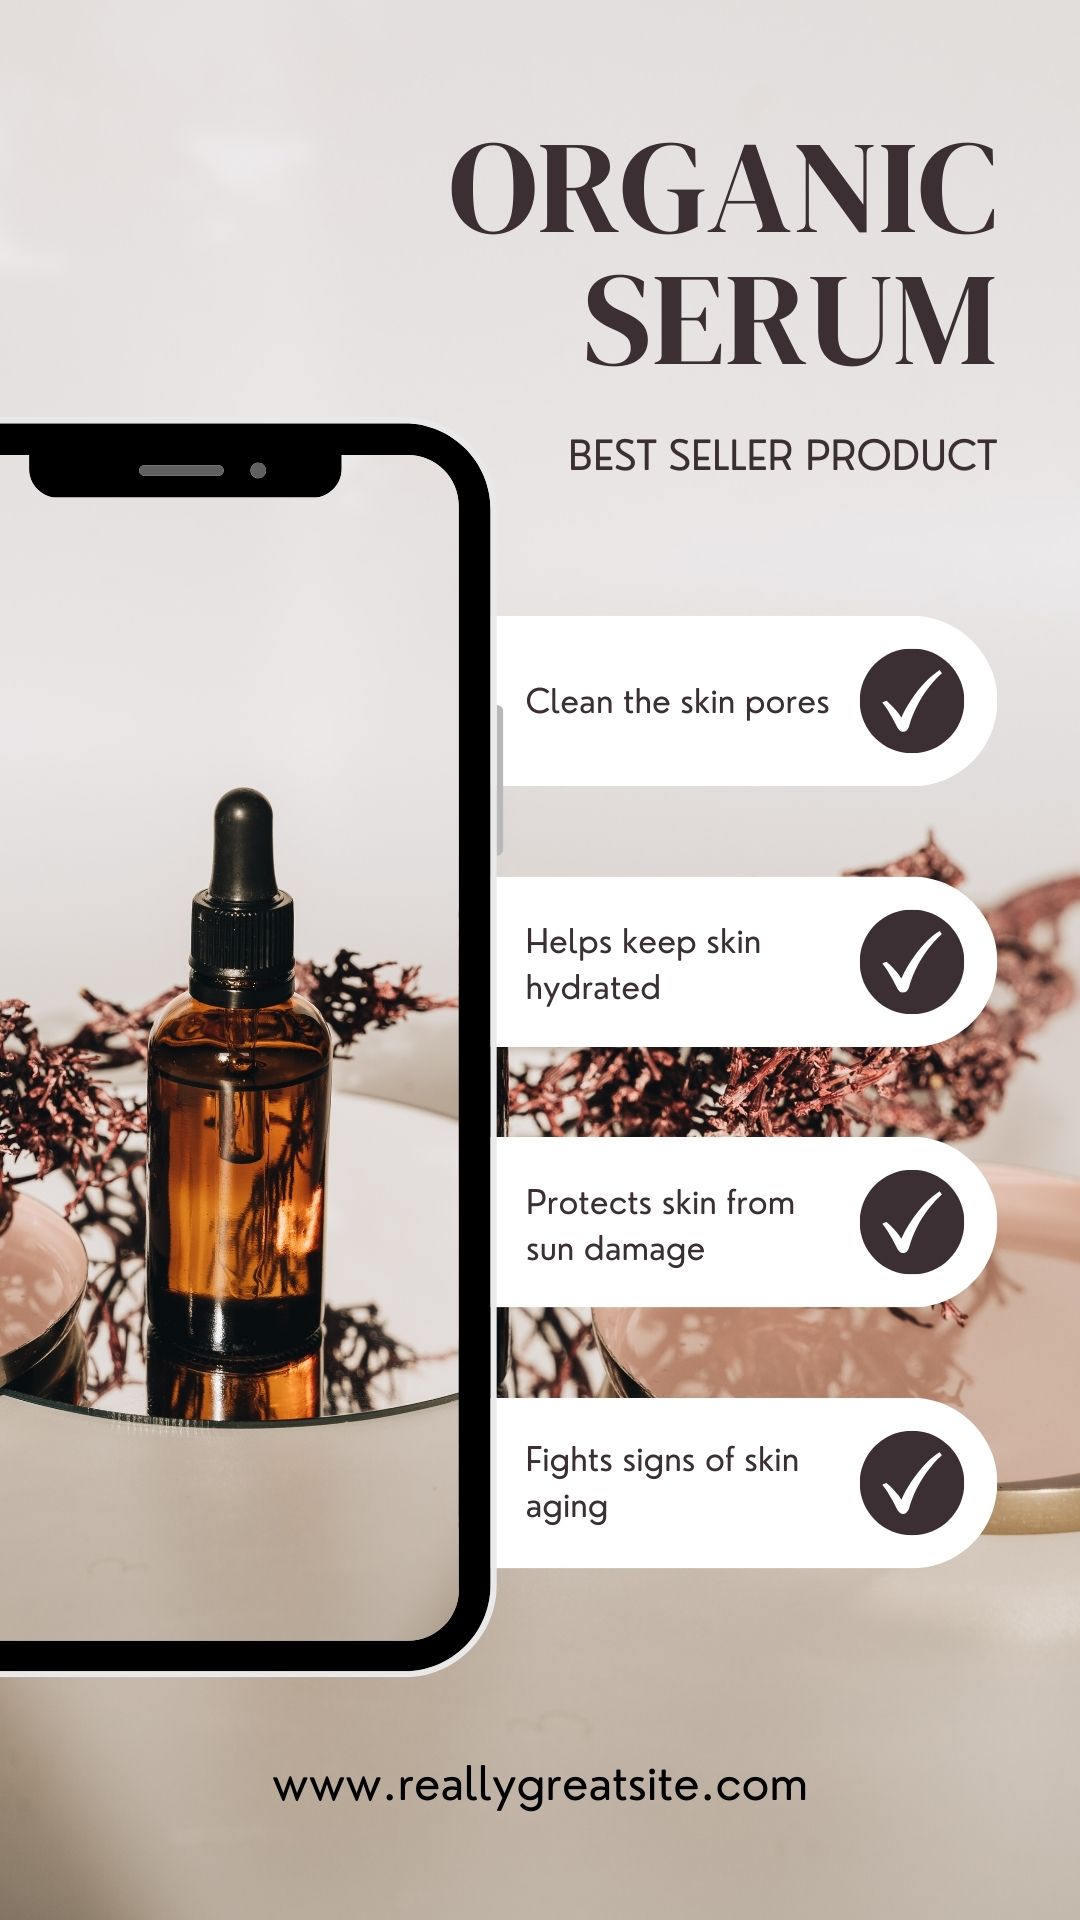 ORGANIC
SERUM
BEST SELLER PRODUCT
Clean the skin pores
Helps keep skin
hydrated
Protects skin from
sun damage
Fights signs of skin
aging
www.reallygreatsite.com